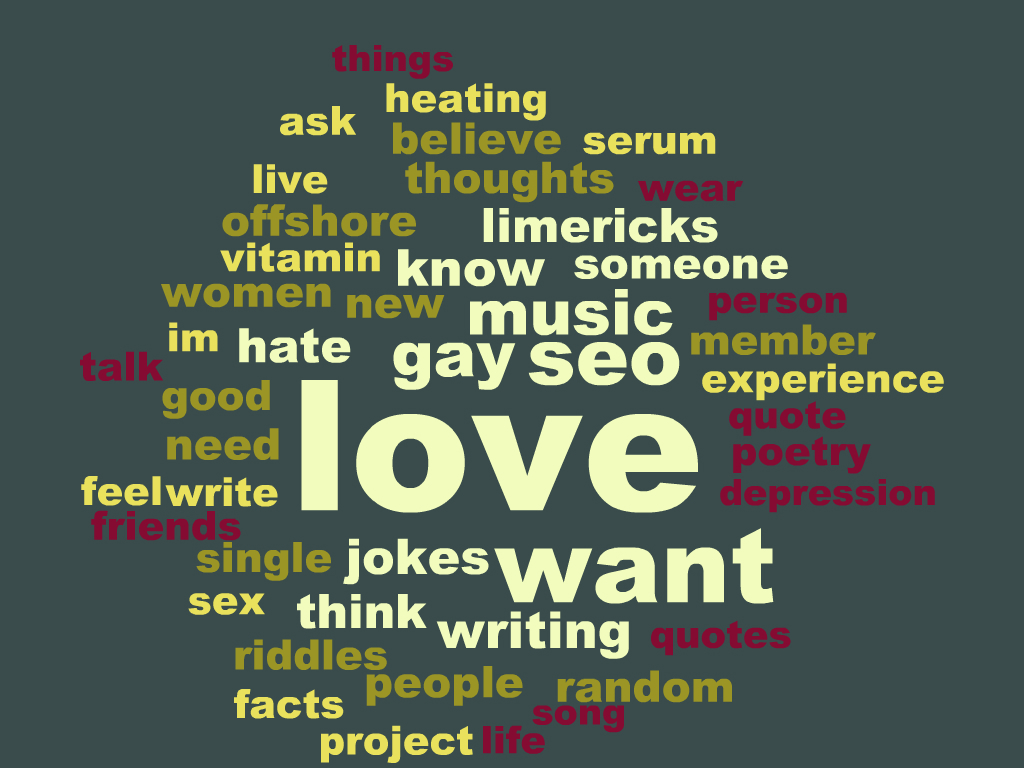 things
heating
ask
believe serum
live thoughts wear
offshore limericks
vitamin know someone
women new music person
im hate gay seo member
talk experience
good love quote
need poetry
feel write depression
friends
single jokes want
sex think writing quotes
riddles
people random
facts song
project life